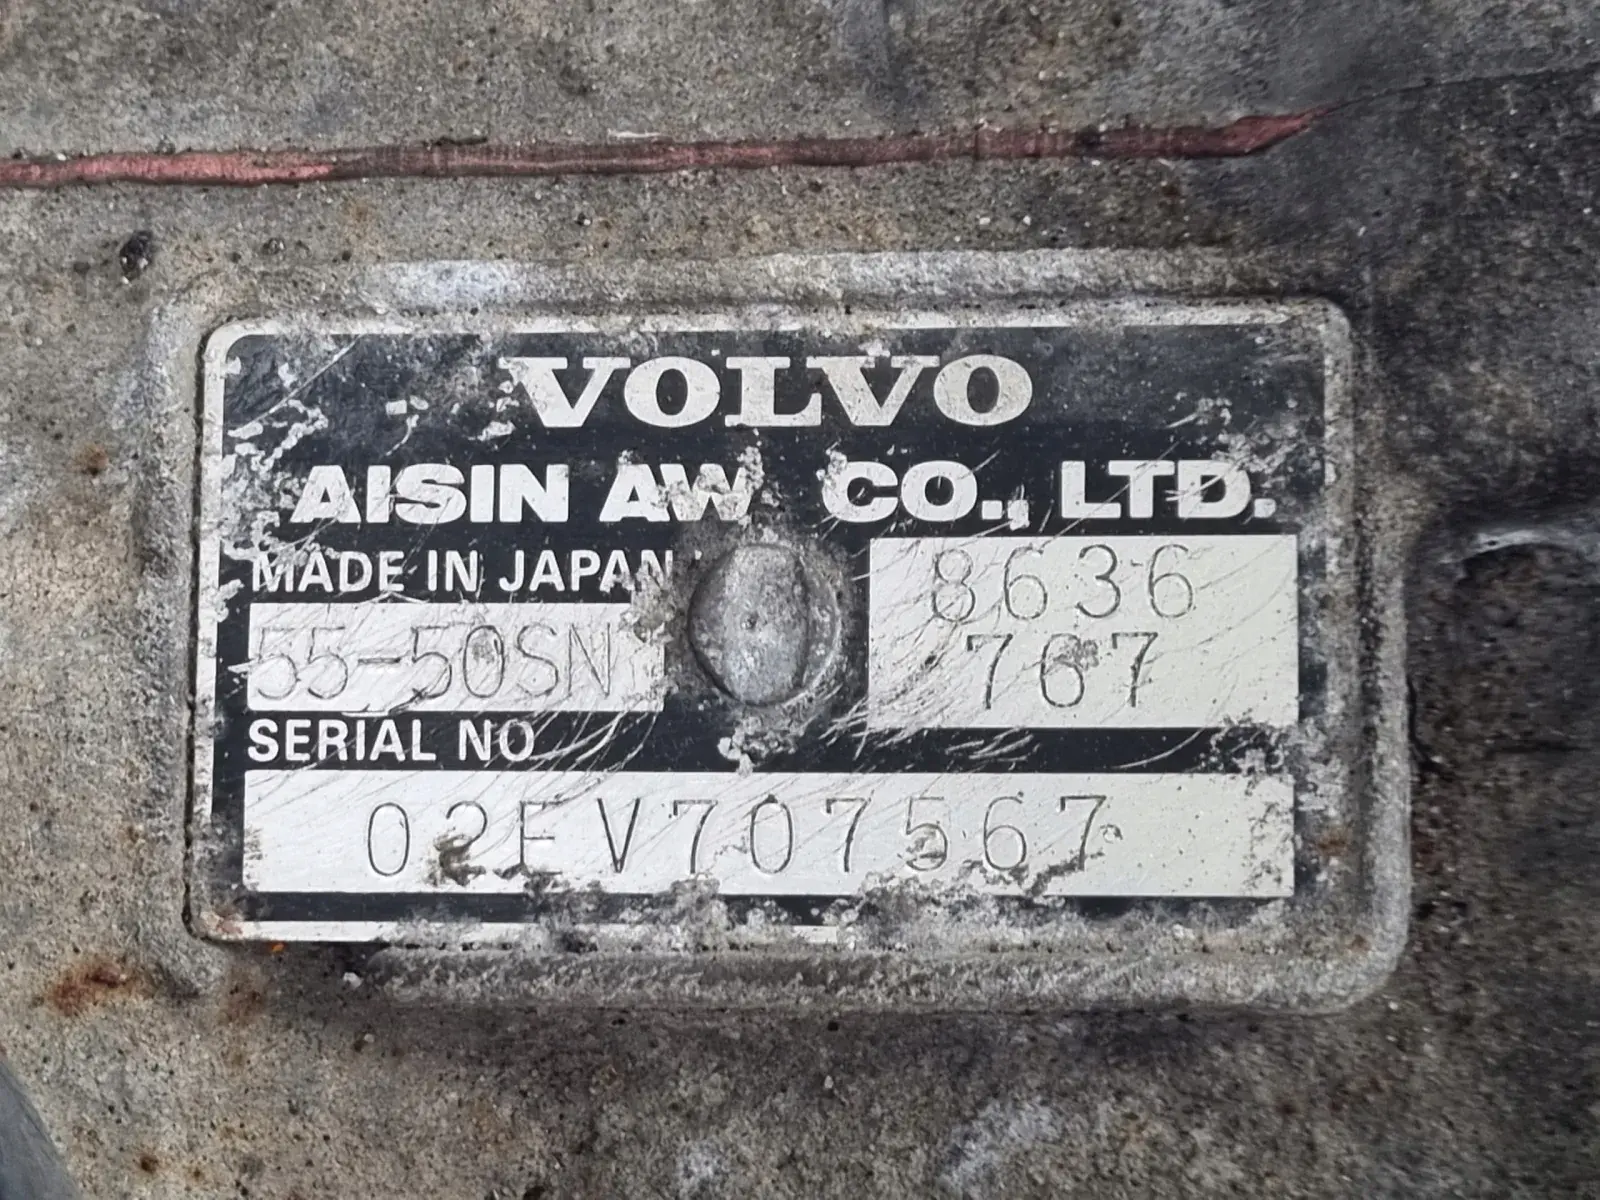 VOLVO
AISIN AW CO., LTD.
MADE IN JAPAN
8636
55-50SN
767
SERIAL NO
02EV707567